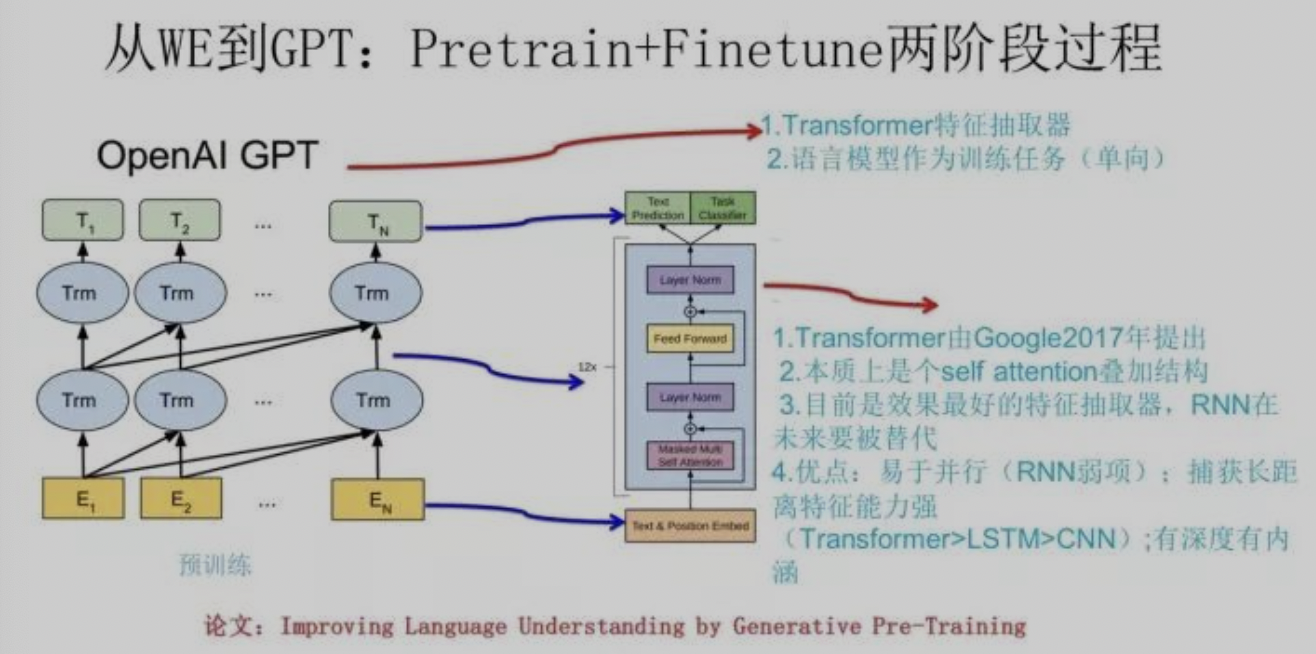 从WE到GPT：Pretrain+Finetune两阶段过程
OpenAI GPT
1.Transformer特征抽取器
2.语言模型作为训练任务（单向）
T1 T2 ... TN
Trm Trm ... Trm
Trm Trm ... Trm
E1 E2 ... EN
预训练
Text
Prediction
Task
Classifier
Layer Norm
Feed Forward
12x
Layer Norm
Masked Multi
Self Attention
Text & Position Embed
1.Transformer由Google2017年提出
2.本质上是个self attention叠加结构
3.目前是效果最好的特征抽取器，RNN在
未来要被替代
4.优点：易于并行（RNN弱项）；捕获长距
离特征能力强
（Transformer>LSTM>CNN）;有深度有内
涵
论文：Improving Language Understanding by Generative Pre-Training